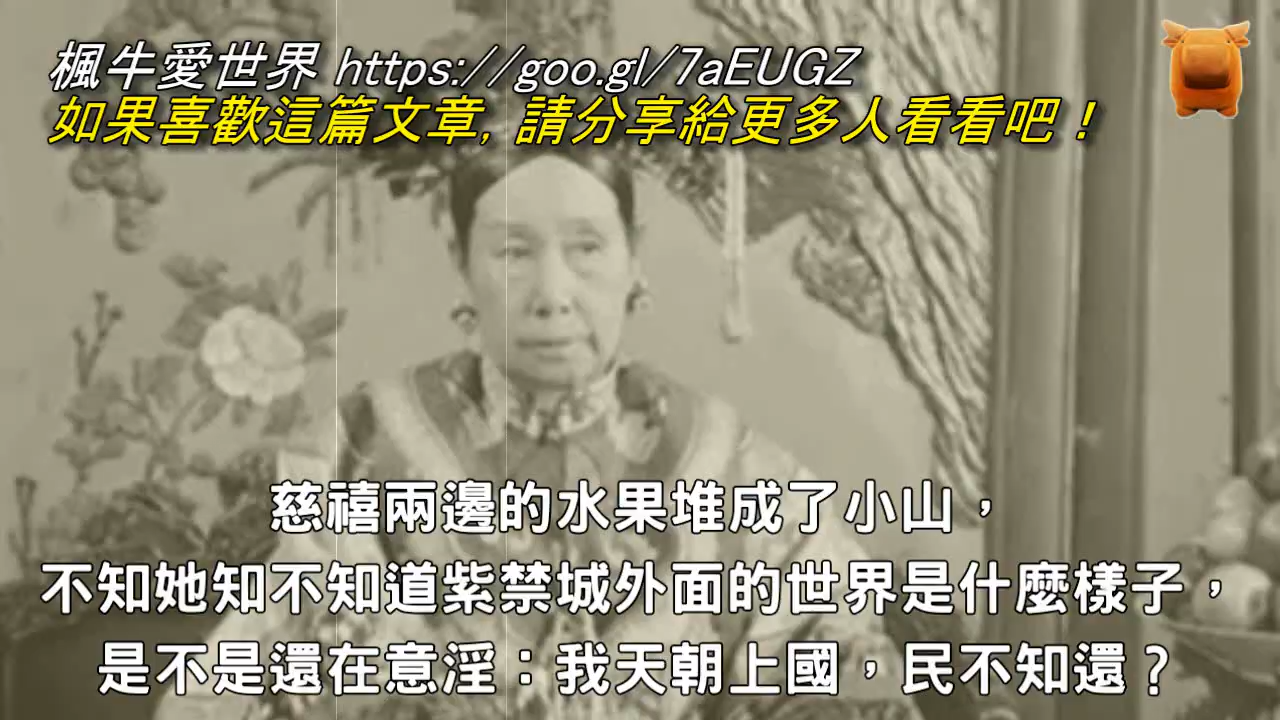 楓牛愛世界 https://goo.gl/7aEUGZ
如果喜歡這篇文章, 請分享給更多人看看吧！
慈禧兩邊的水果堆成了小山，
不知她知不知道紫禁城外面的世界是什麼樣子，
是不是還在意淫：我天朝上國，民不知還？